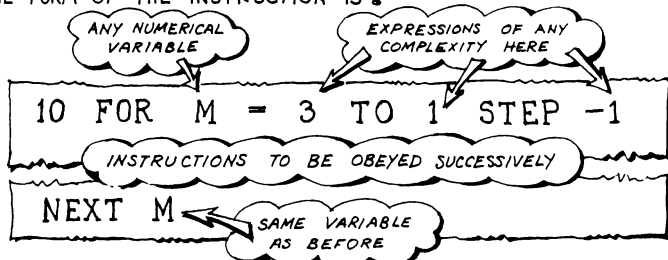 THE FORM OF THE INSTRUCTION IS:
ANY NUMERICAL
VARIABLE
EXPRESSIONS OF ANY
COMPLEXITY HERE
10 FOR M = 3 TO 1 STEP -1
INSTRUCTIONS TO BE OBEYED SUCCESSIVELY
NEXT M
SAME VARIABLE
AS BEFORE